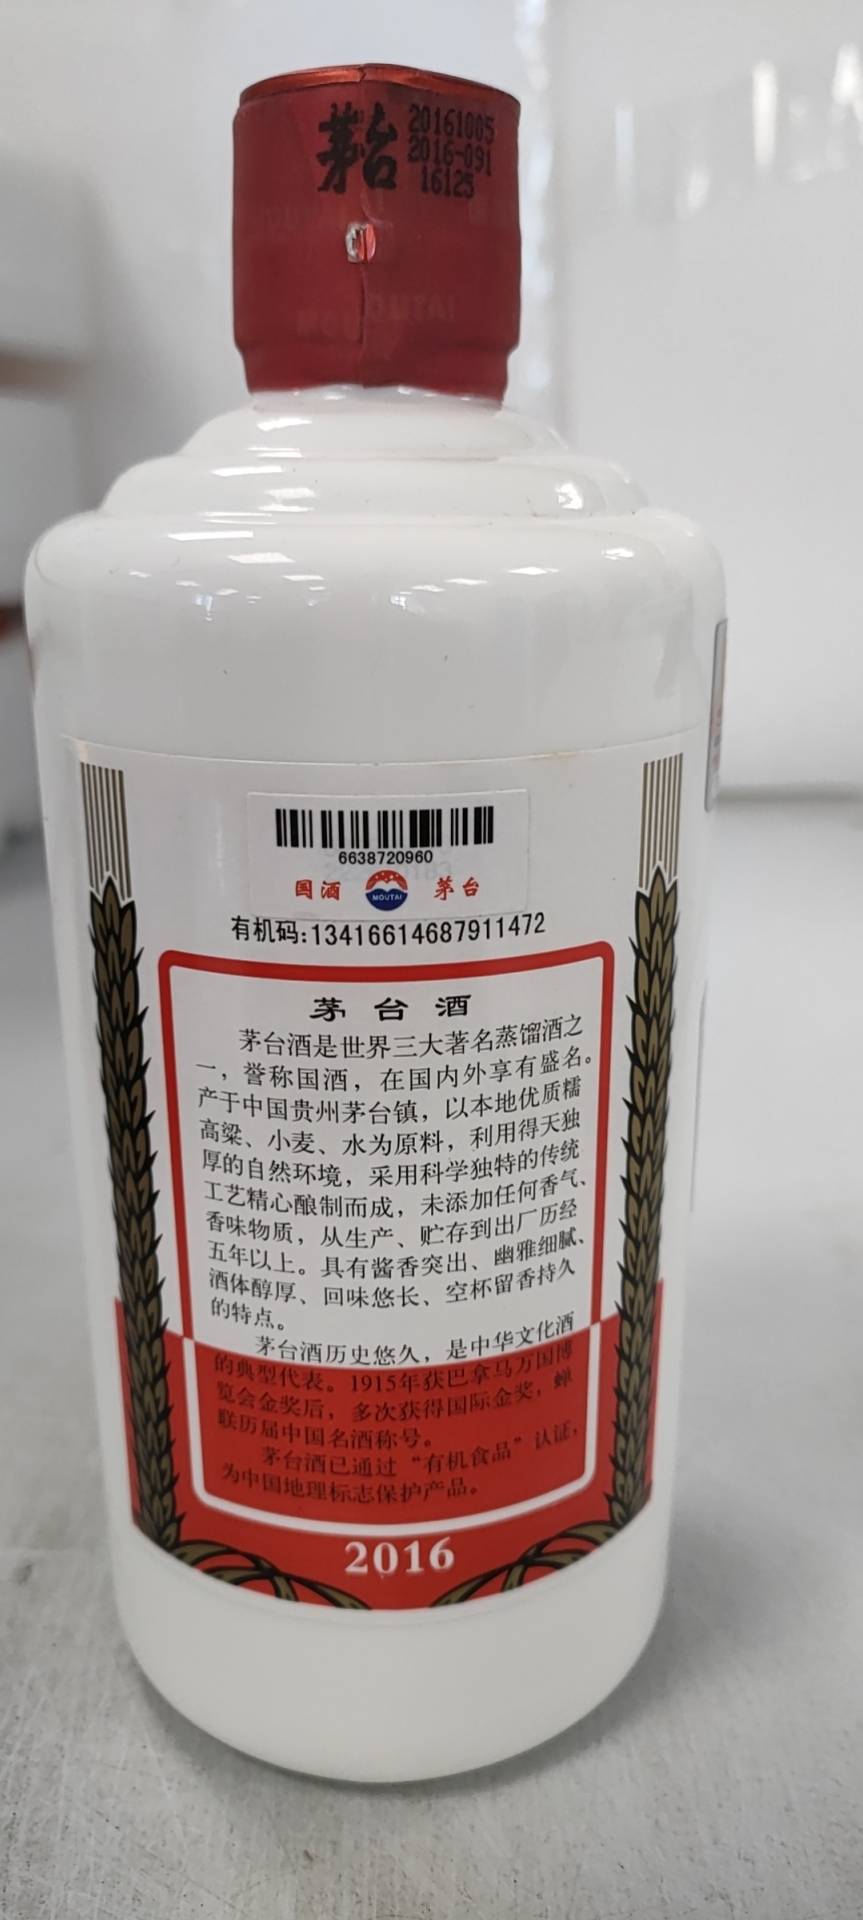 茅台
20161005
2016-091
16125
6638720960
国酒
MOUTAI
茅台
有机码:13416614687911472
茅台酒
茅台酒是世界三大著名蒸馏酒之
一，誉称国酒，在国内外享有盛名。
产于中国贵州茅台镇，以本地优质糯
高粱、小麦、水为原料，利用得天独
厚的自然环境，采用科学独特的传统
工艺精心酿制而成，未添加任何香气、
香味物质，从生产、贮存到出厂历经
五年以上。具有酱香突出、幽雅细腻、
酒体醇厚、回味悠长、空杯留香持久
的特点。
茅台酒历史悠久，是中华文化酒
的典型代表。1915年获巴拿马万国博
览会金奖后，多次获得国际金奖，蝉
联历届中国名酒称号。
茅台酒已通过“有机食品”认证，
为中国地理标志保护产品。
2016